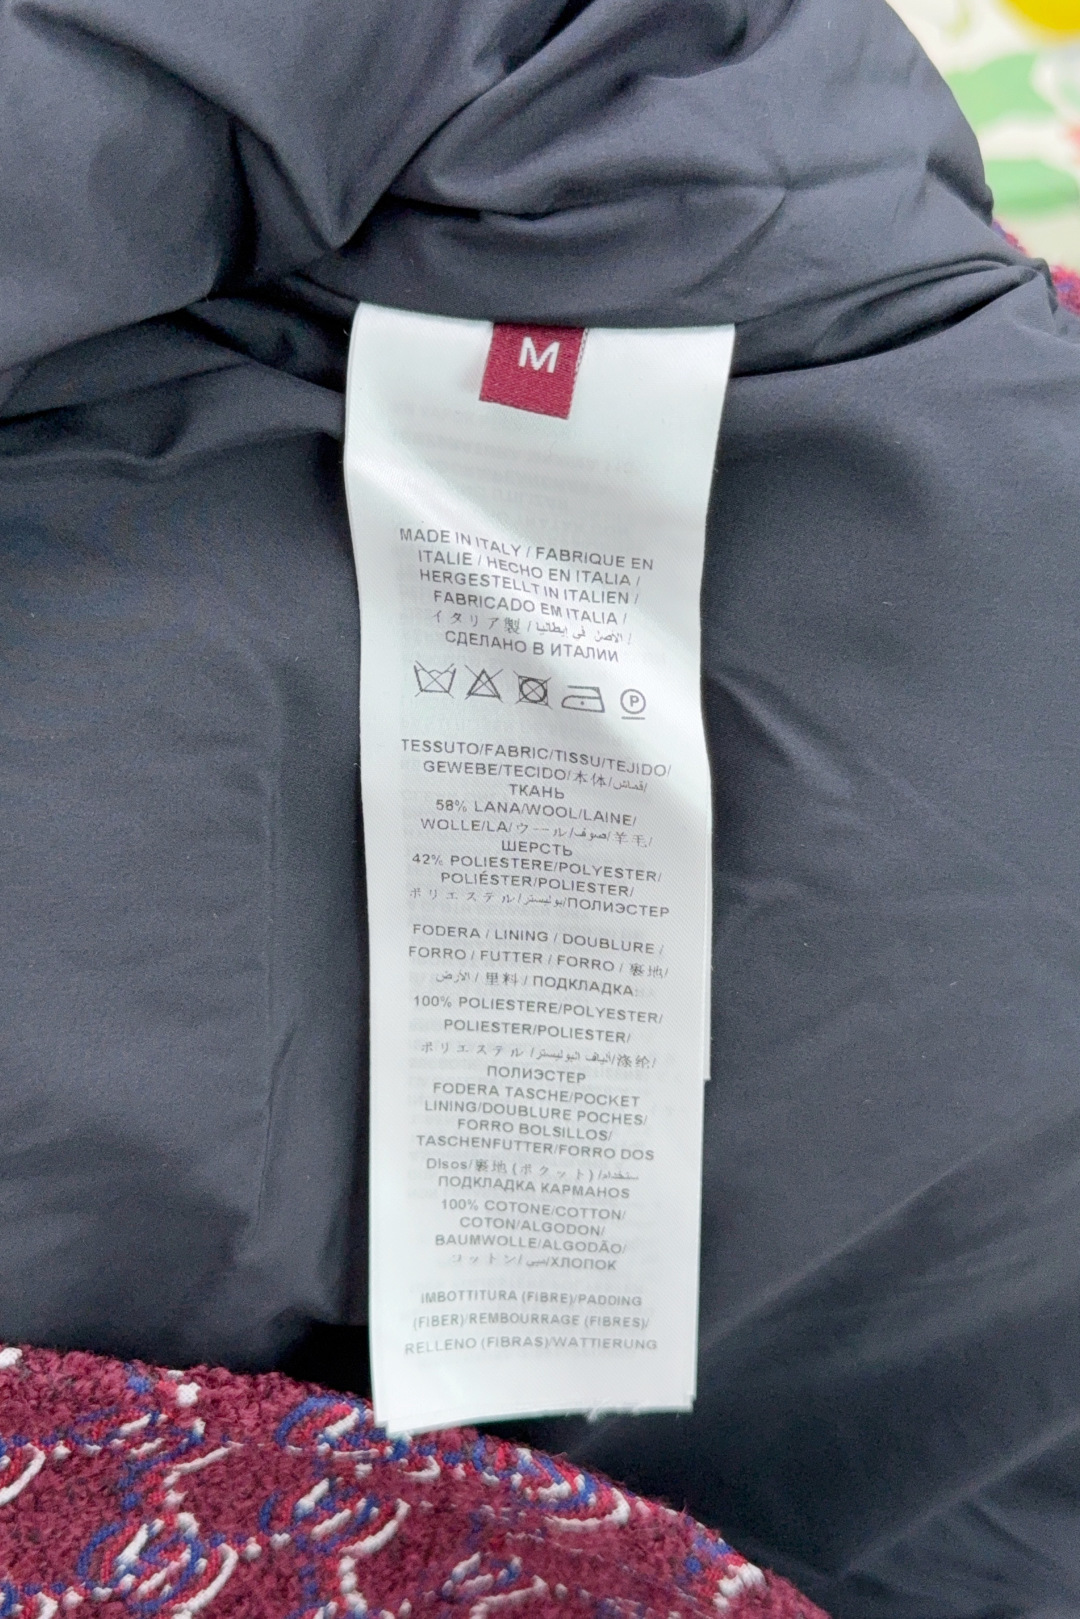 M
MADE IN ITALY / FABRIQUE EN
ITALIE / HECHO EN ITALIA /
HERGESTELLT IN ITALIEN /
FABRICADO EM ITALIA /
イタリア製 / الأصل في إيطاليا /
СДЕЛАНО В ИТАЛИИ
P
TESSUTO/FABRIC/TISSU/TEJIDO/
GEWEBE/TECIDO/本体/قماش/
ТКАНЬ
58% LANA/WOOL/LAINE/
WOLLE/LA/ウール/صوف/羊毛/
ШЕРСТЬ
42% POLIESTERE/POLYESTER/
POLIÉSTER/POLIESTER/
ポリエステル/بوليستر/ПОЛИЭСТЕР
FODERA / LINING / DOUBLURE /
FORRO / FUTTER / FORRO / 裏地/
/ 里料 / ПОДКЛАДКА:
100% POLIESTERE/POLYESTER/
POLIESTER/POLIESTER/
ポリエステル /ألياف البوليستر/涤纶/
ПОЛИЭСТЕР
FODERA TASCHE/POCKET
LINING/DOUBLURE POCHES/
FORRO BOLSILLOS/
TASCHENFUTTER/FORRO DOS
Dlsos/裏地(ポケット)/
ПОДКЛАДКА КАРМАНОS
100% COTONE/COTTON/
COTON/ALGODON/
BAUMWOLLE/ALGODÃO/
コットン/ /ХЛОПОК
IMBOTTITURA (FIBRE)/PADDING
(FIBER)/REMBOURRAGE (FIBRES)/
RELLENO (FIBRAS)/WATTIERUNG